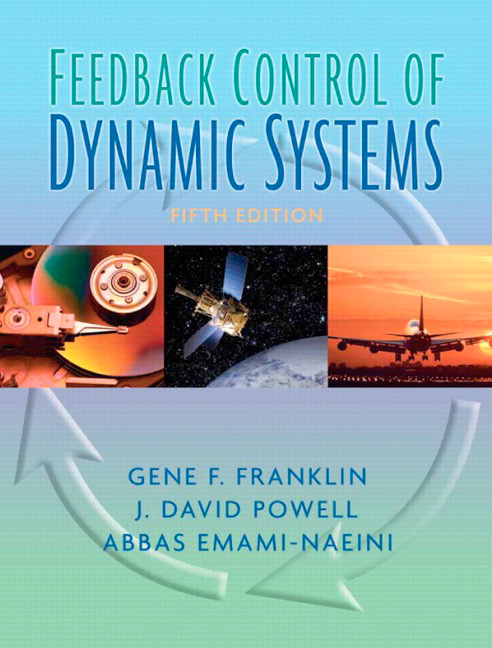 FEEDBACK CONTROL OF
DYNAMIC SYSTEMS
FIFTH EDITION
GENE F. FRANKLIN
J. DAVID POWELL
ABBAS EMAMI-NAEINI